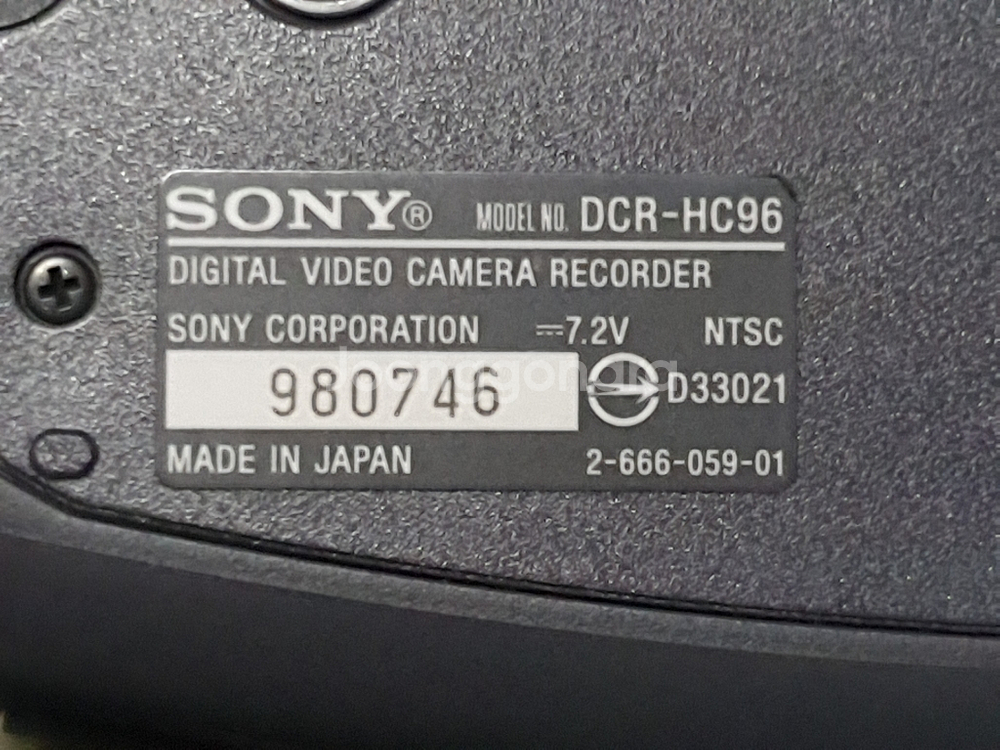 SONY® MODEL NO. DCR-HC96
DIGITAL VIDEO CAMERA RECORDER
SONY CORPORATION ⎓7.2V NTSC
980746 D33021
joonggonara
MADE IN JAPAN 2-666-059-01